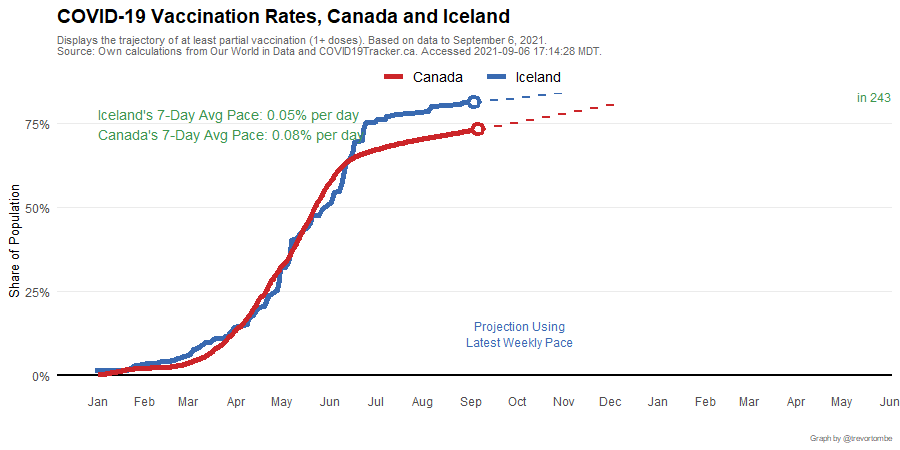 COVID-19 Vaccination Rates, Canada and Iceland
Displays the trajectory of at least partial vaccination (1+ doses). Based on data to September 6, 2021.
Source: Own calculations from Our World in Data and COVID19Tracker.ca. Accessed 2021-09-06 17:14:28 MDT.
Canada Iceland
in 243
Iceland's 7-Day Avg Pace: 0.05% per day
Canada's 7-Day Avg Pace: 0.08% per day
75%
50%
25%
0%
Share of Population
Projection Using
Latest Weekly Pace
Jan Feb Mar Apr May Jun Jul Aug Sep Oct Nov Dec Jan Feb Mar Apr May Jun
Graph by @trevortombe